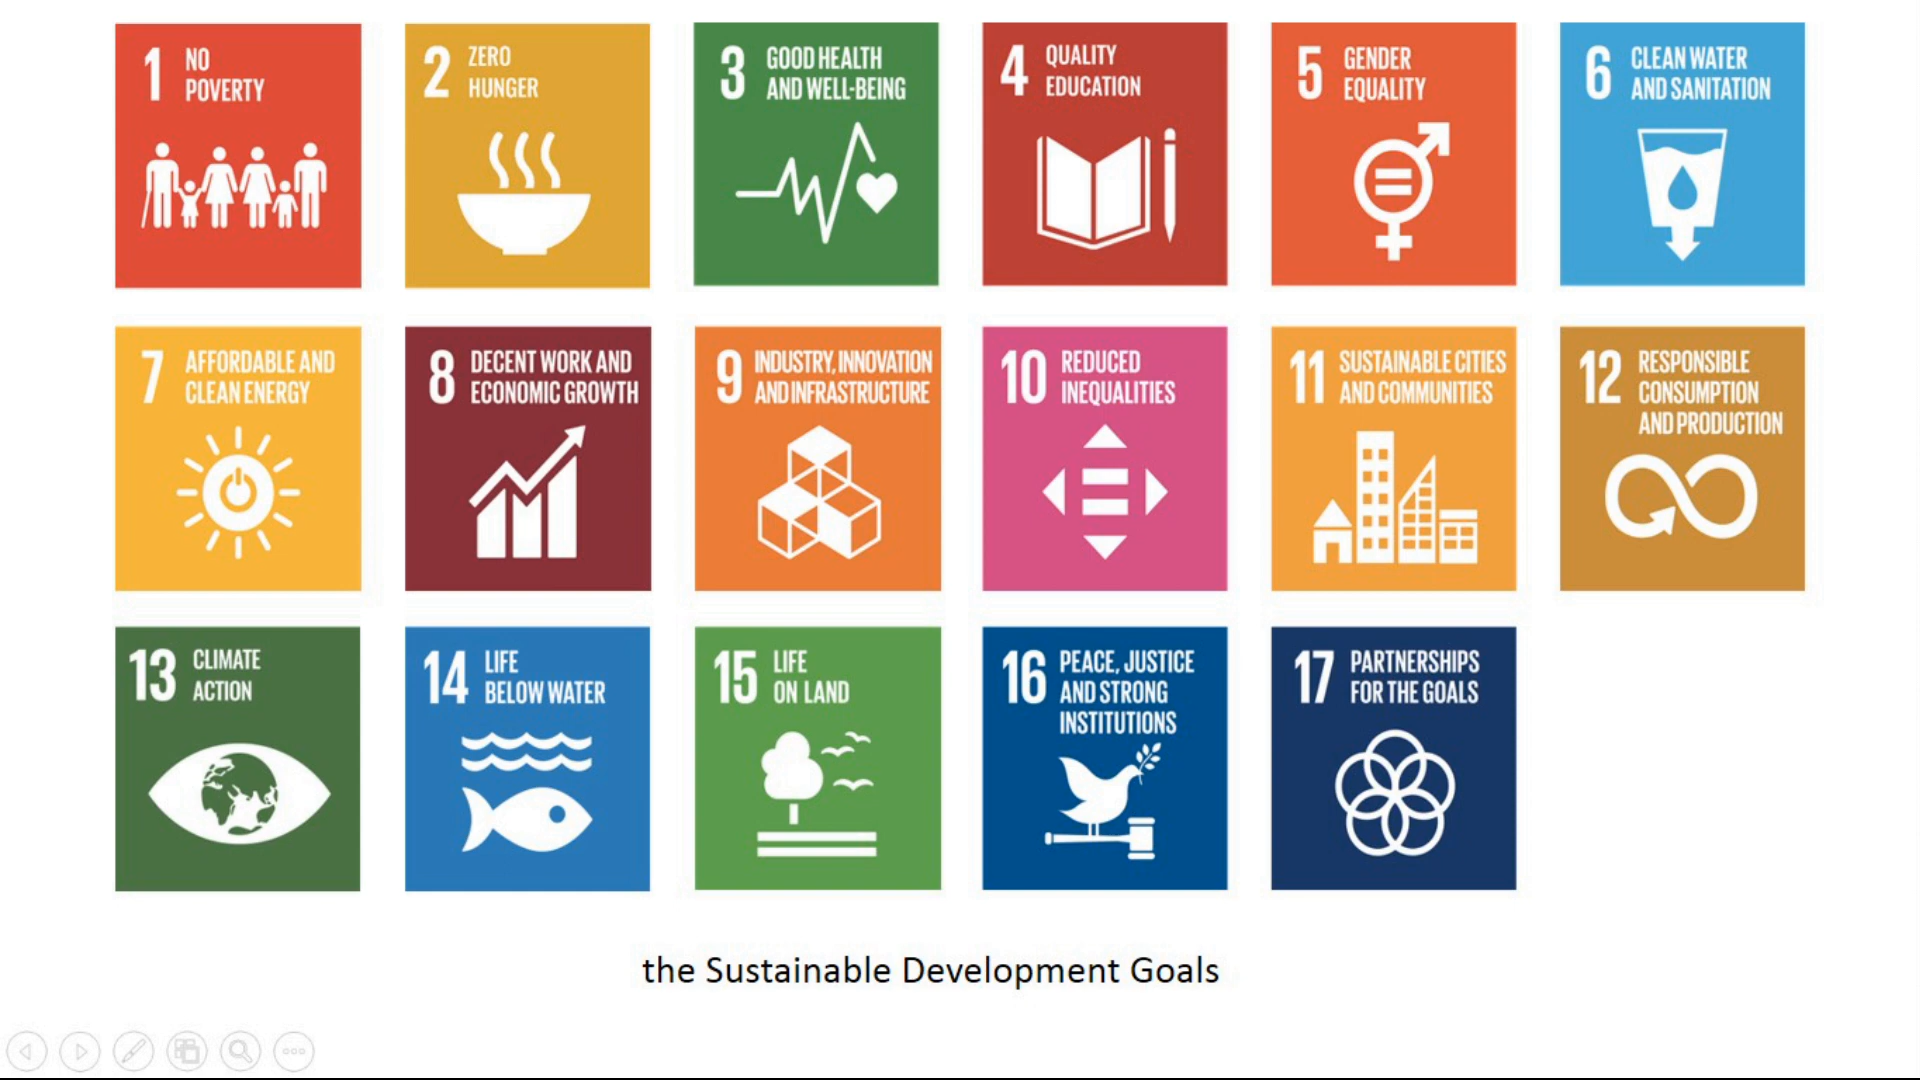 1 NO
POVERTY
2 ZERO
HUNGER
3 GOOD HEALTH
AND WELL-BEING
4 QUALITY
EDUCATION
5 GENDER
EQUALITY
6 CLEAN WATER
AND SANITATION
7 AFFORDABLE AND
CLEAN ENERGY
8 DECENT WORK AND
ECONOMIC GROWTH
9 INDUSTRY, INNOVATION
AND INFRASTRUCTURE
10 REDUCED
INEQUALITIES
11 SUSTAINABLE CITIES
AND COMMUNITIES
12 RESPONSIBLE
CONSUMPTION
AND PRODUCTION
13 CLIMATE
ACTION
14 LIFE
BELOW WATER
15 LIFE
ON LAND
16 PEACE, JUSTICE
AND STRONG
INSTITUTIONS
17 PARTNERSHIPS
FOR THE GOALS
the Sustainable Development Goals